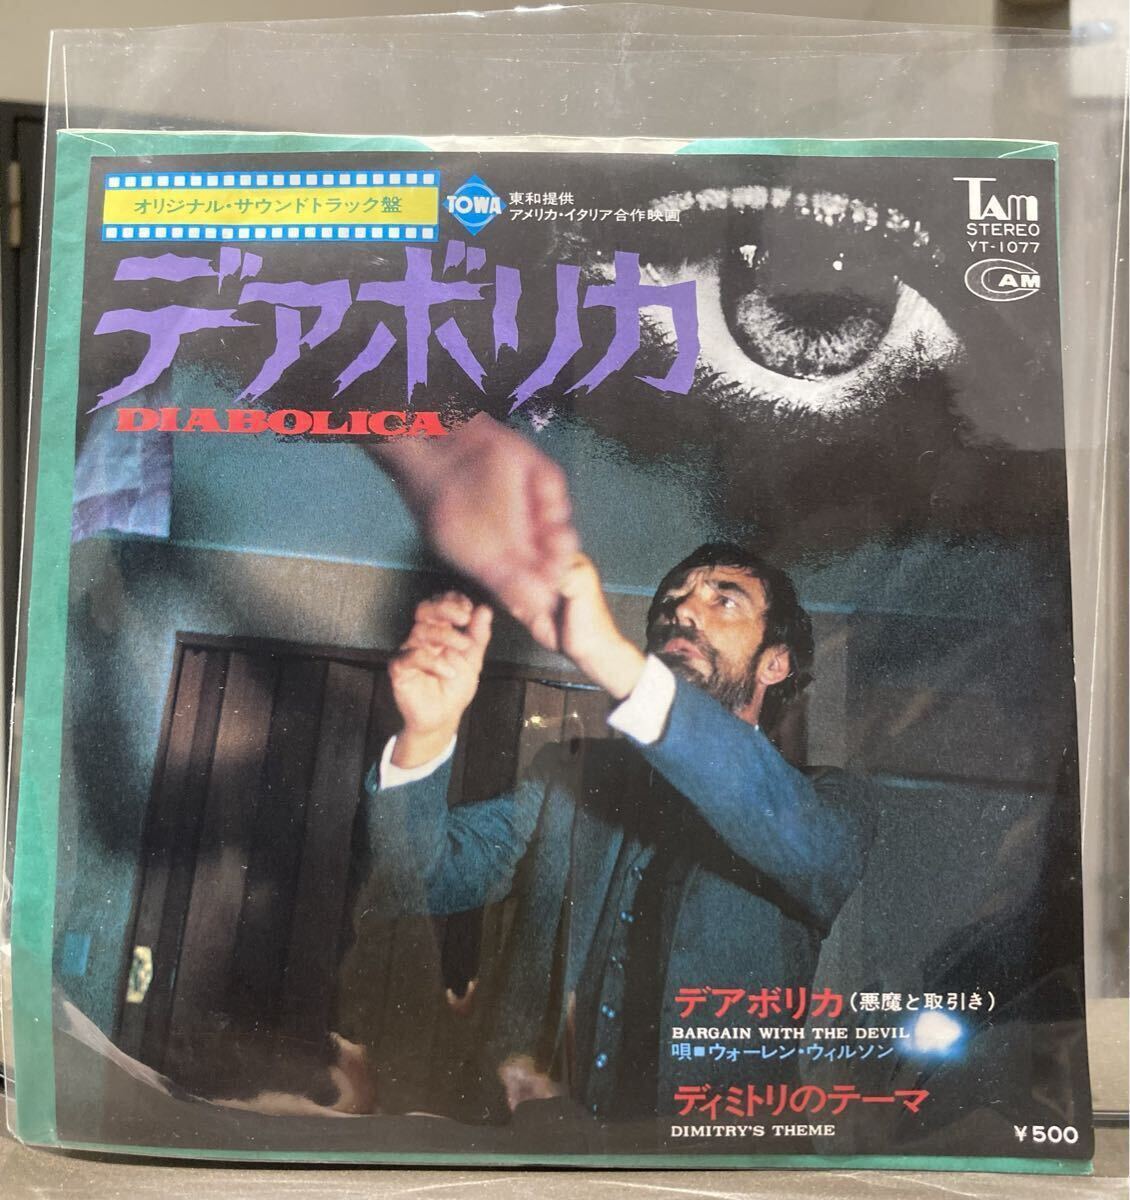 オリジナル・サウンドトラック盤
TOWA
東和提供
アメリカ・イタリア合作映画
TAM
STEREO
YT-1077
CAM
デアボリカ
DIABOLICA
デアボリカ(悪魔と取引き)
BARGAIN WITH THE DEVIL
唄■ウォーレン・ウィルソン
ディミトリのテーマ
DIMITRY'S THEME
¥500